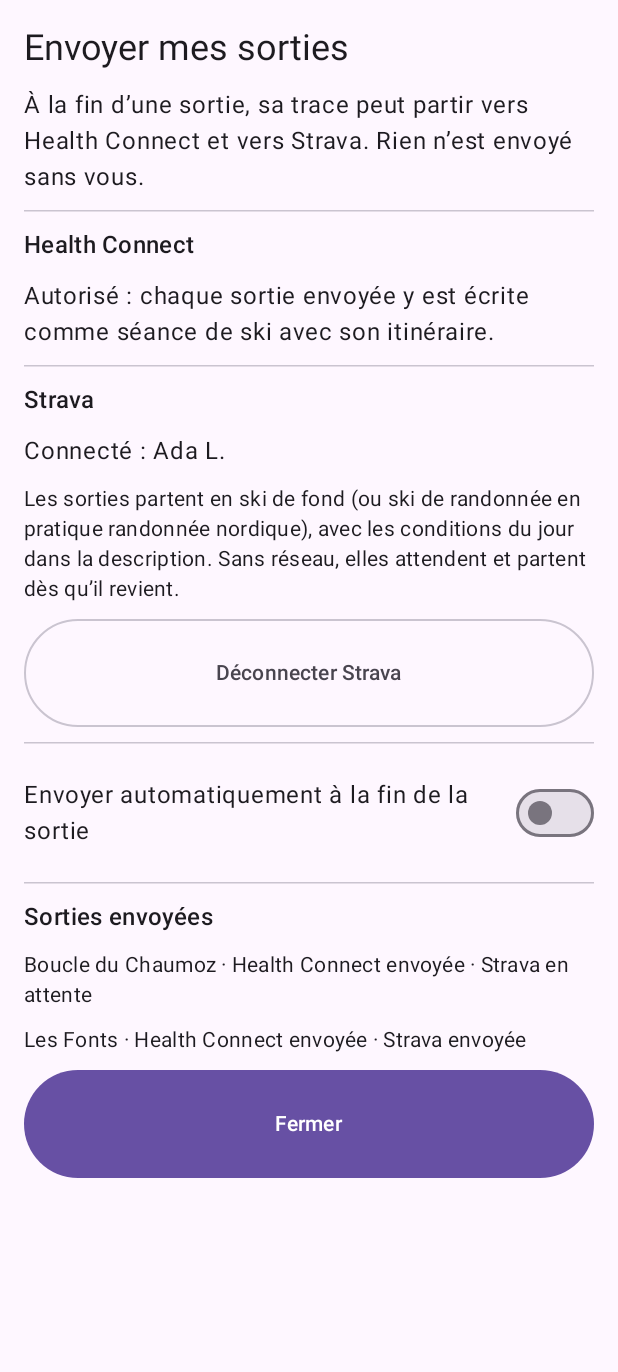 Envoyer mes sorties
À la fin d’une sortie, sa trace peut partir vers
Health Connect et vers Strava. Rien n’est envoyé
sans vous.
Health Connect
Autorisé : chaque sortie envoyée y est écrite
comme séance de ski avec son itinéraire.
Strava
Connecté : Ada L.
Les sorties partent en ski de fond (ou ski de randonnée en
pratique randonnée nordique), avec les conditions du jour
dans la description. Sans réseau, elles attendent et partent
dès qu’il revient.
Déconnecter Strava
Envoyer automatiquement à la fin de la
sortie
Sorties envoyées
Boucle du Chaumoz · Health Connect envoyée · Strava en
attente
Les Fonts · Health Connect envoyée · Strava envoyée
Fermer